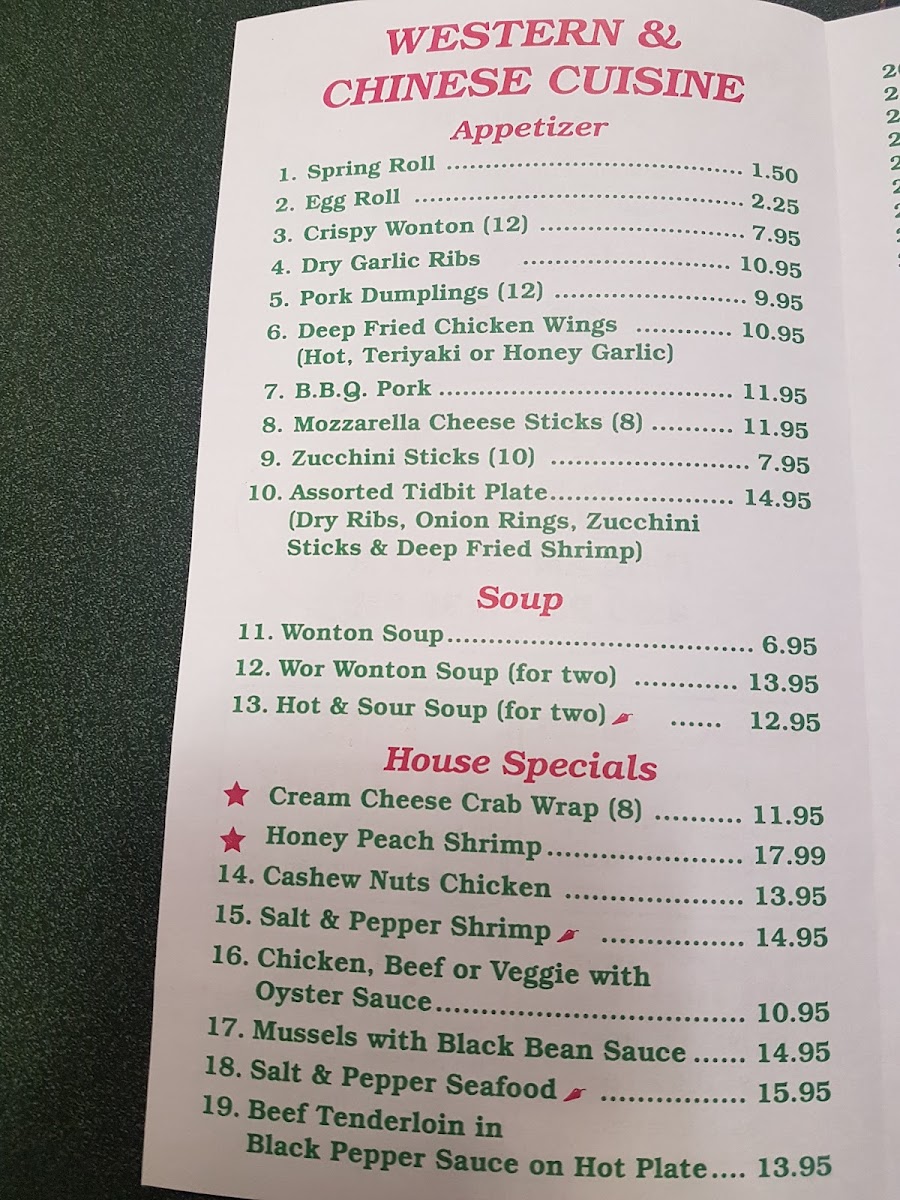 WESTERN &
CHINESE CUISINE
Appetizer
1. Spring Roll ................................... 1.50
2. Egg Roll ....................................... 2.25
3. Crispy Wonton (12) ......................... 7.95
4. Dry Garlic Ribs ......................... 10.95
5. Pork Dumplings (12) ....................... 9.95
6. Deep Fried Chicken Wings ............ 10.95
(Hot, Teriyaki or Honey Garlic)
7. B.B.Q. Pork ................................... 11.95
8. Mozzarella Cheese Sticks (8) .......... 11.95
9. Zucchini Sticks (10) ........................ 7.95
10. Assorted Tidbit Plate...................... 14.95
(Dry Ribs, Onion Rings, Zucchini
Sticks & Deep Fried Shrimp)
Soup
11. Wonton Soup.................................... 6.95
12. Wor Wonton Soup (for two) ............ 13.95
13. Hot & Sour Soup (for two) ...... 12.95
House Specials
Cream Cheese Crab Wrap (8) .......... 11.95
Honey Peach Shrimp....................... 17.99
14. Cashew Nuts Chicken ..................... 13.95
15. Salt & Pepper Shrimp ................. 14.95
16. Chicken, Beef or Veggie with
Oyster Sauce.................................... 10.95
17. Mussels with Black Bean Sauce ...... 14.95
18. Salt & Pepper Seafood ................. 15.95
19. Beef Tenderloin in
Black Pepper Sauce on Hot Plate.... 13.95